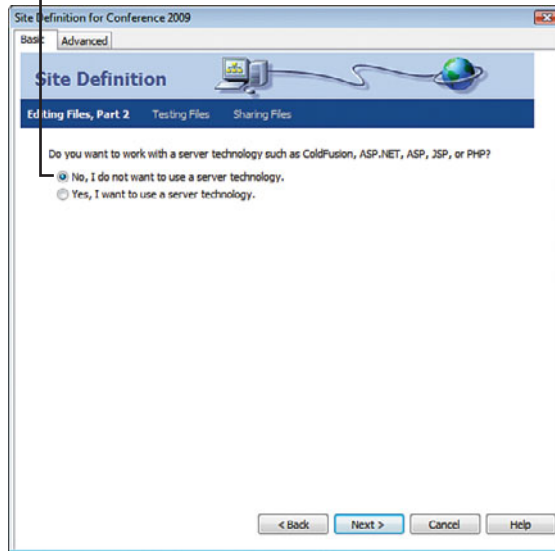 Site Definition for Conference 2009
Basic Advanced
Site Definition
Editing Files, Part 2 Testing Files Sharing Files
Do you want to work with a server technology such as ColdFusion, ASP.NET, ASP, JSP, or PHP?
No, I do not want to use a server technology.
Yes, I want to use a server technology.
< Back Next > Cancel Help